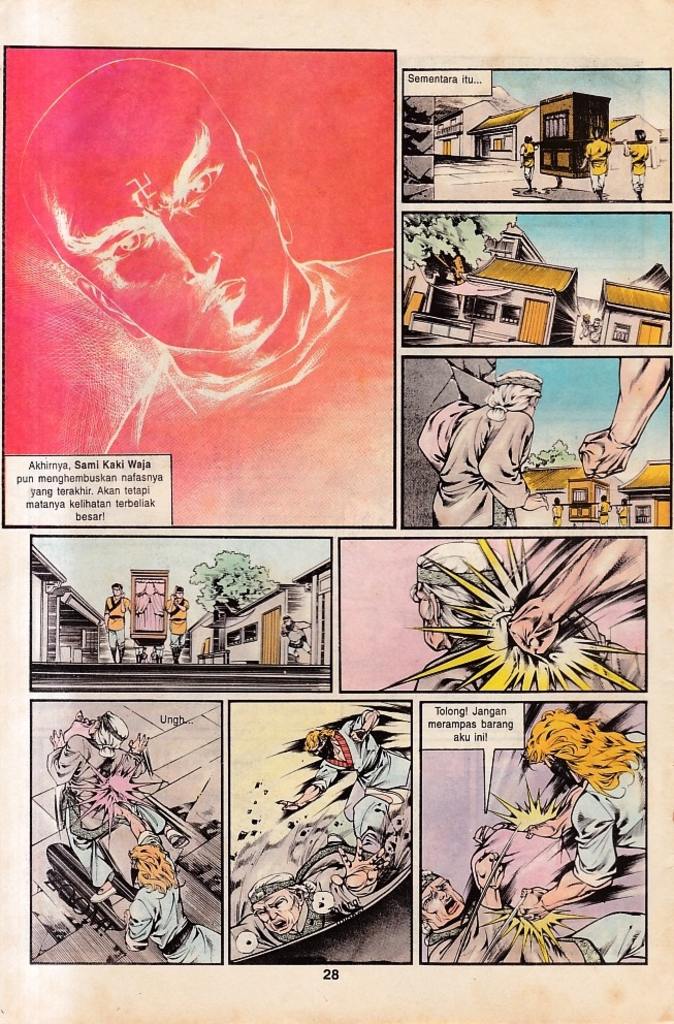 Akhirnya, Sami Kaki Waja
pun menghembuskan nafasnya
yang terakhir. Akan tetapi
matanya kelihatan terbeliak
besar!
Sementara itu...
Ungh...
Tolong! Jangan
merampas barang
aku ini!
28